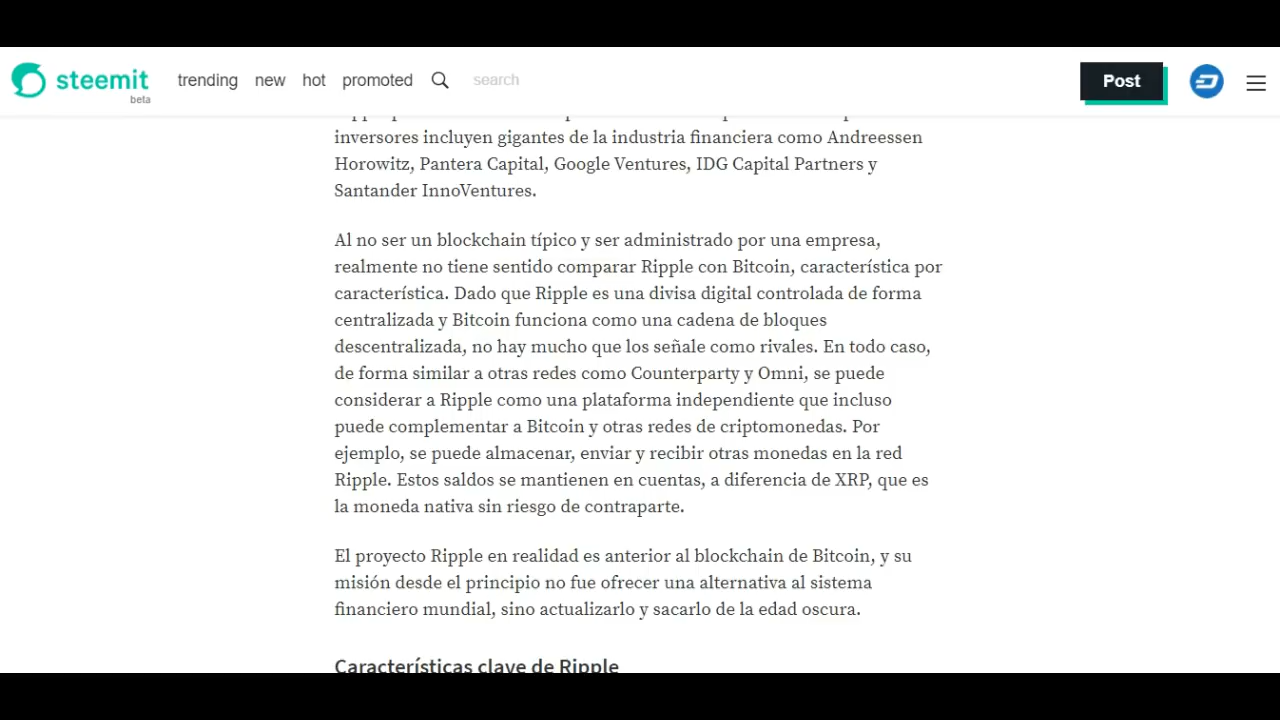 steemit
beta
trending new hot promoted search
Post
inversores incluyen gigantes de la industria financiera como Andreessen
Horowitz, Pantera Capital, Google Ventures, IDG Capital Partners y
Santander InnoVentures.
Al no ser un blockchain típico y ser administrado por una empresa,
realmente no tiene sentido comparar Ripple con Bitcoin, característica por
característica. Dado que Ripple es una divisa digital controlada de forma
centralizada y Bitcoin funciona como una cadena de bloques
descentralizada, no hay mucho que los señale como rivales. En todo caso,
de forma similar a otras redes como Counterparty y Omni, se puede
considerar a Ripple como una plataforma independiente que incluso
puede complementar a Bitcoin y otras redes de criptomonedas. Por
ejemplo, se puede almacenar, enviar y recibir otras monedas en la red
Ripple. Estos saldos se mantienen en cuentas, a diferencia de XRP, que es
la moneda nativa sin riesgo de contraparte.
El proyecto Ripple en realidad es anterior al blockchain de Bitcoin, y su
misión desde el principio no fue ofrecer una alternativa al sistema
financiero mundial, sino actualizarlo y sacarlo de la edad oscura.
Características clave de Ripple